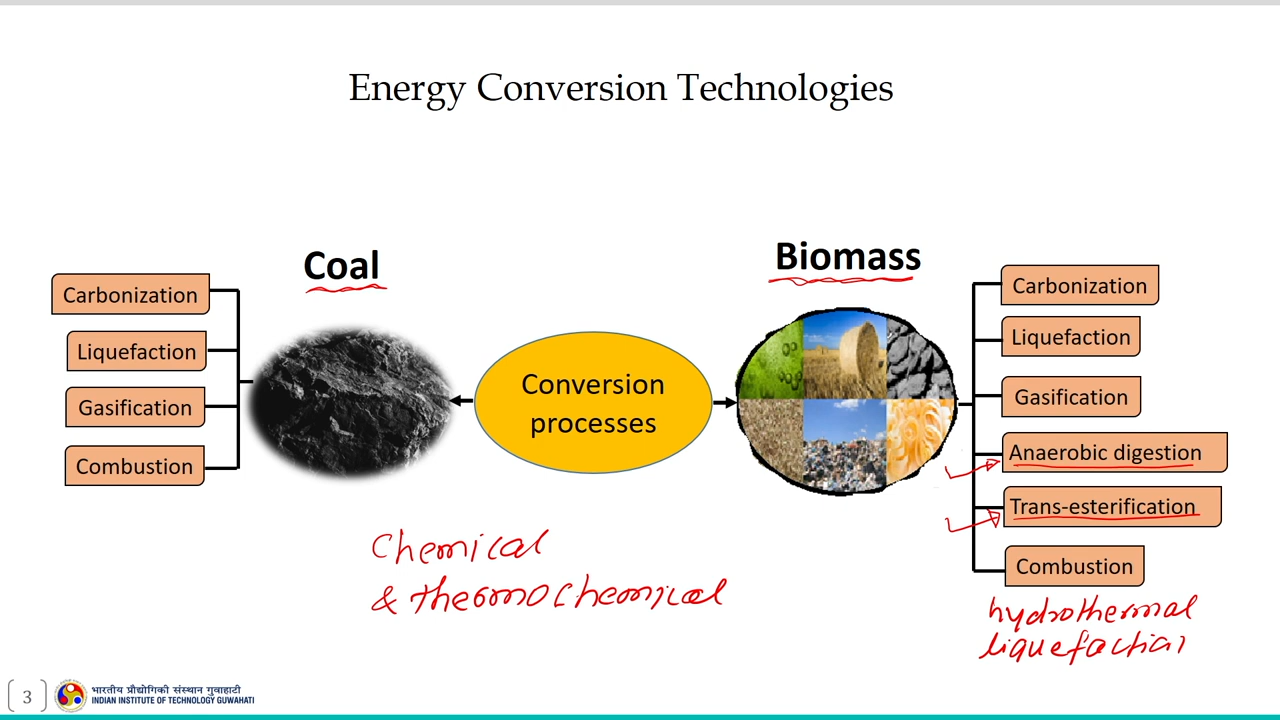 Energy Conversion Technologies
Coal
Carbonization
Liquefaction
Gasification
Combustion
Conversion
processes
Biomass
Carbonization
Liquefaction
Gasification
Anaerobic digestion
Trans-esterification
Combustion
Chemical
& thermochemical
hydrothermal
liquefaction
3
भारतीय प्रौद्योगिकी संस्थान गुवाहाटी
INDIAN INSTITUTE OF TECHNOLOGY GUWAHATI